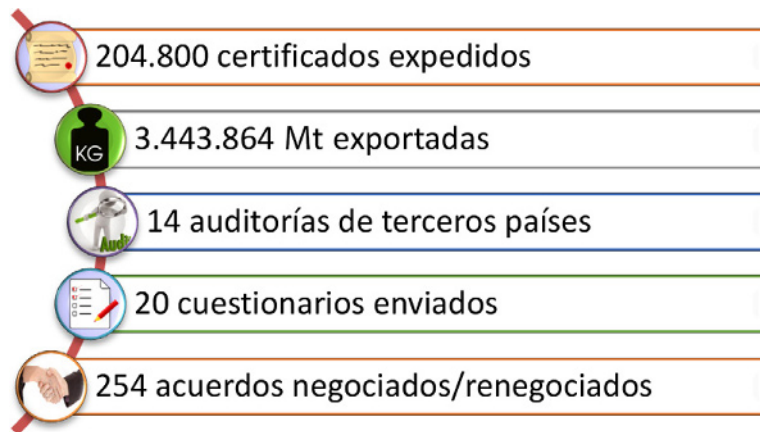 204.800 certificados expedidos
KG
3.443.864 Mt exportadas
14 auditorías de terceros países
20 cuestionarios enviados
254 acuerdos negociados/renegociados